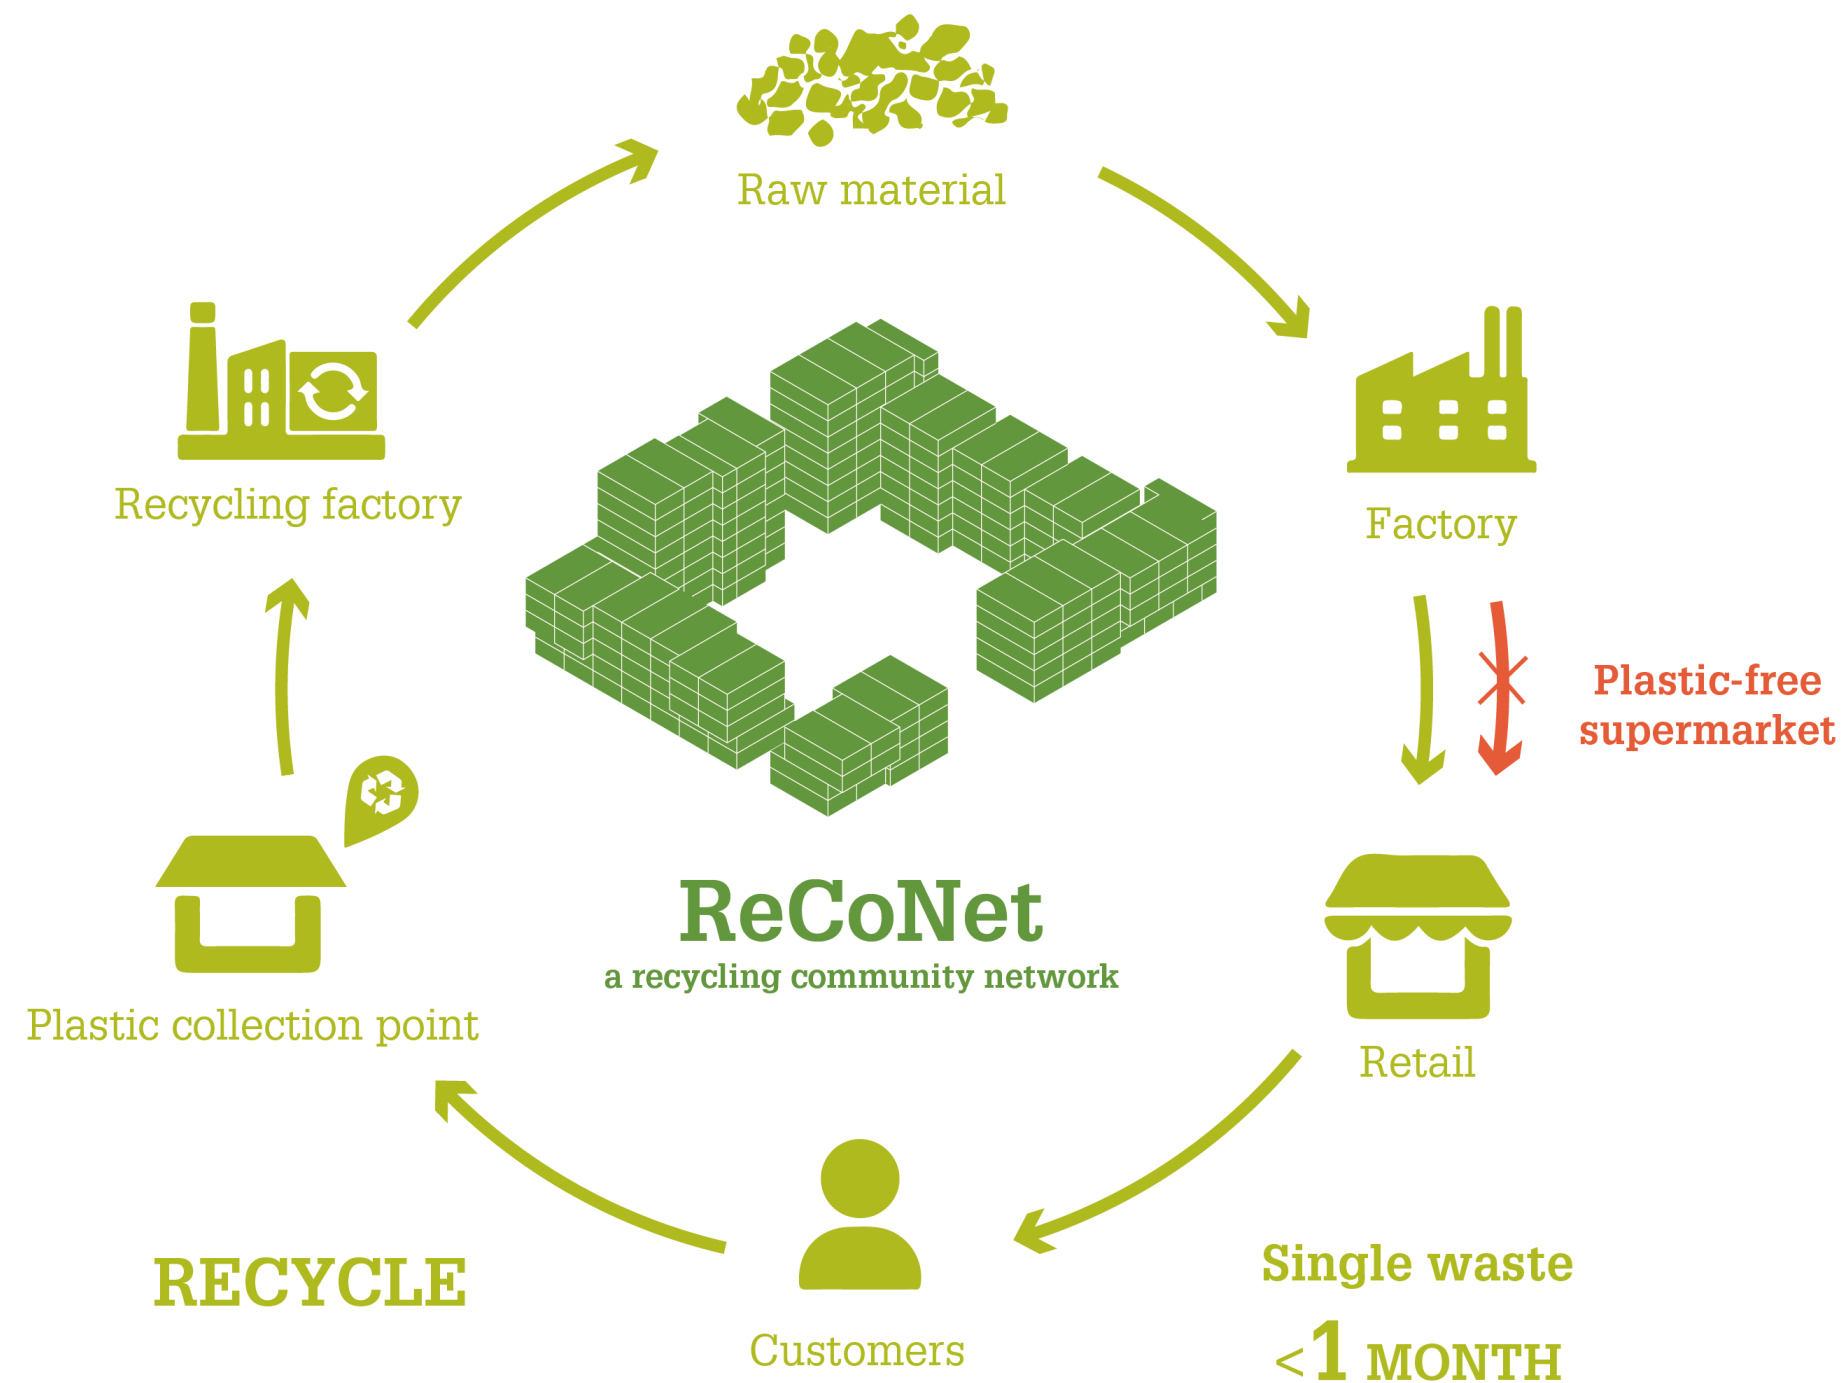 Raw material
Recycling factory
Factory
Plastic-free
supermarket
ReCoNet
a recycling community network
Plastic collection point
Retail
RECYCLE
Single waste
<1 MONTH
Customers